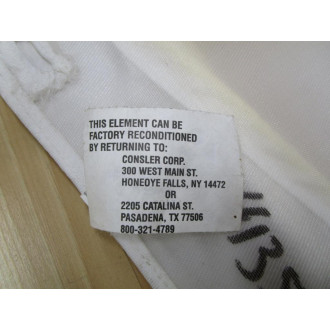 THIS ELEMENT CAN BE
FACTORY RECONDITIONED
BY RETURNING TO:
CONSLER CORP.
300 WEST MAIN ST.
HONEOYE FALLS, NY 14472
OR
2205 CATALINA ST.
PASADENA, TX 77506
800-321-4789